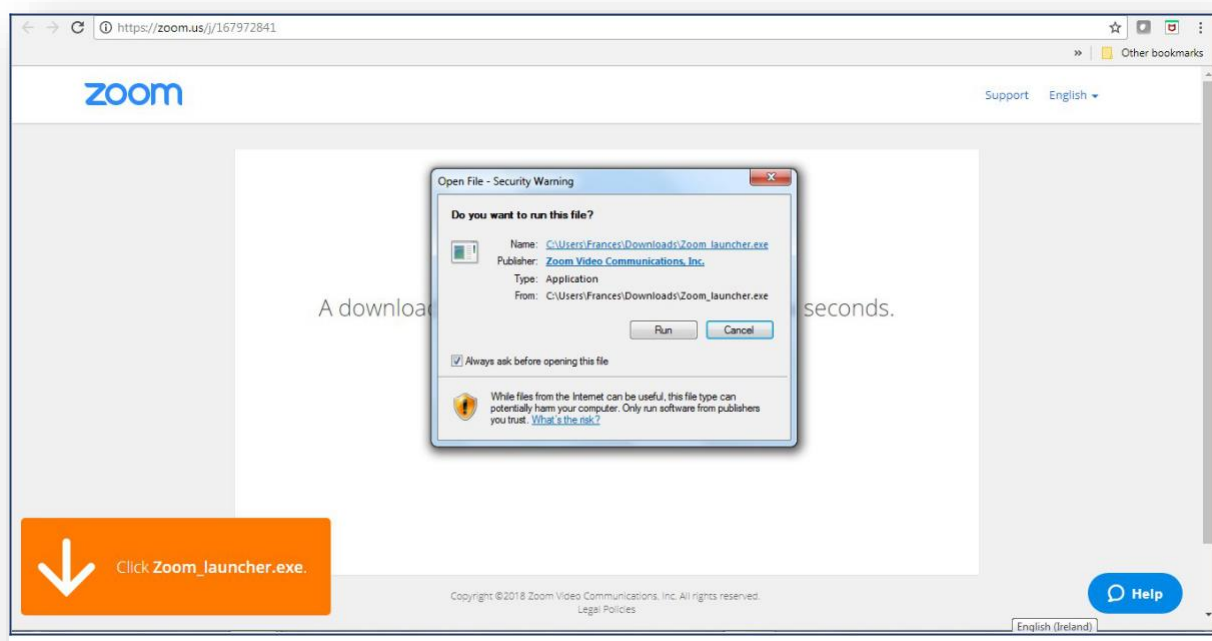 https://zoom.us/j/167972841
» Other bookmarks
zoom
Support English
Open File - Security Warning
Do you want to run this file?
Name: C:\Users\Frances\Downloads\Zoom_launcher.exe
Publisher: Zoom Video Communications, Inc.
Type: Application
From: C:\Users\Frances\Downloads\Zoom_launcher.exe
A download seconds.
Run Cancel
Always ask before opening this file
While files from the Internet can be useful, this file type can
potentially harm your computer. Only run software from publishers
you trust. What's the risk?
Click Zoom_launcher.exe.
Copyright ©2018 Zoom Video Communications, Inc. All rights reserved.
Legal Policies
Help
English (Ireland)